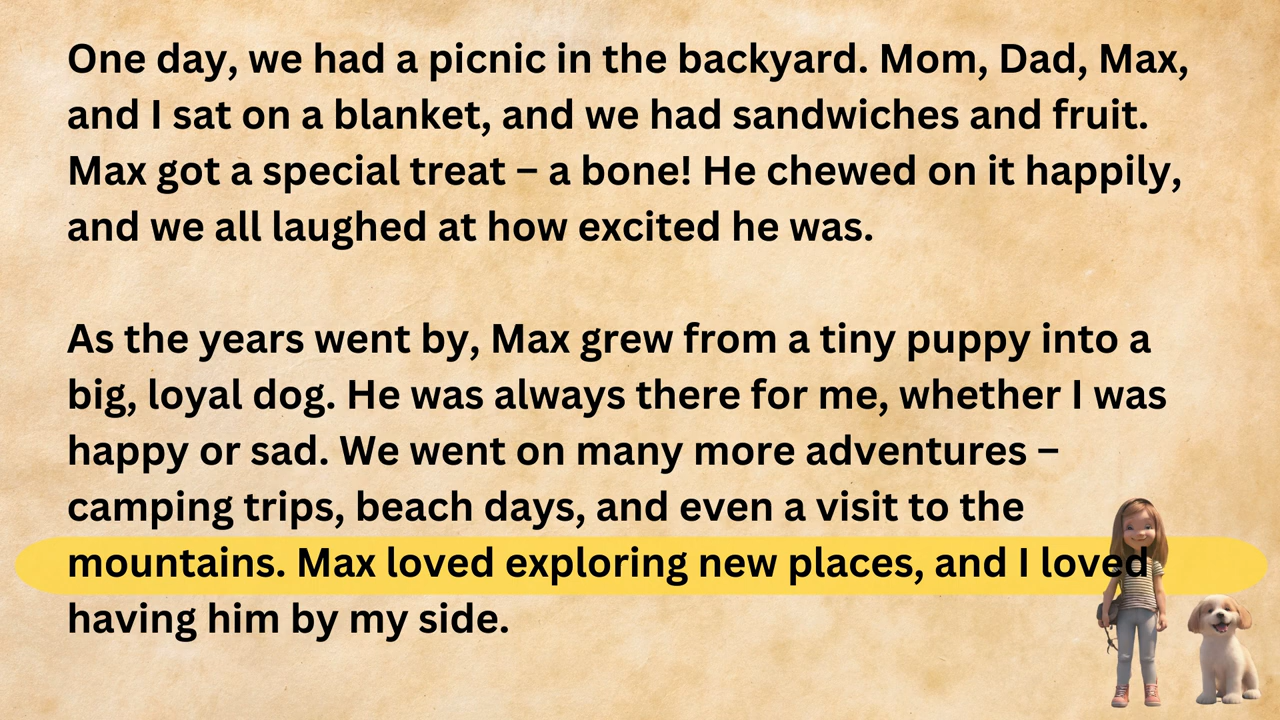 One day, we had a picnic in the backyard. Mom, Dad, Max,
and I sat on a blanket, and we had sandwiches and fruit.
Max got a special treat – a bone! He chewed on it happily,
and we all laughed at how excited he was.
As the years went by, Max grew from a tiny puppy into a
big, loyal dog. He was always there for me, whether I was
happy or sad. We went on many more adventures –
camping trips, beach days, and even a visit to the
mountains. Max loved exploring new places, and I loved
having him by my side.